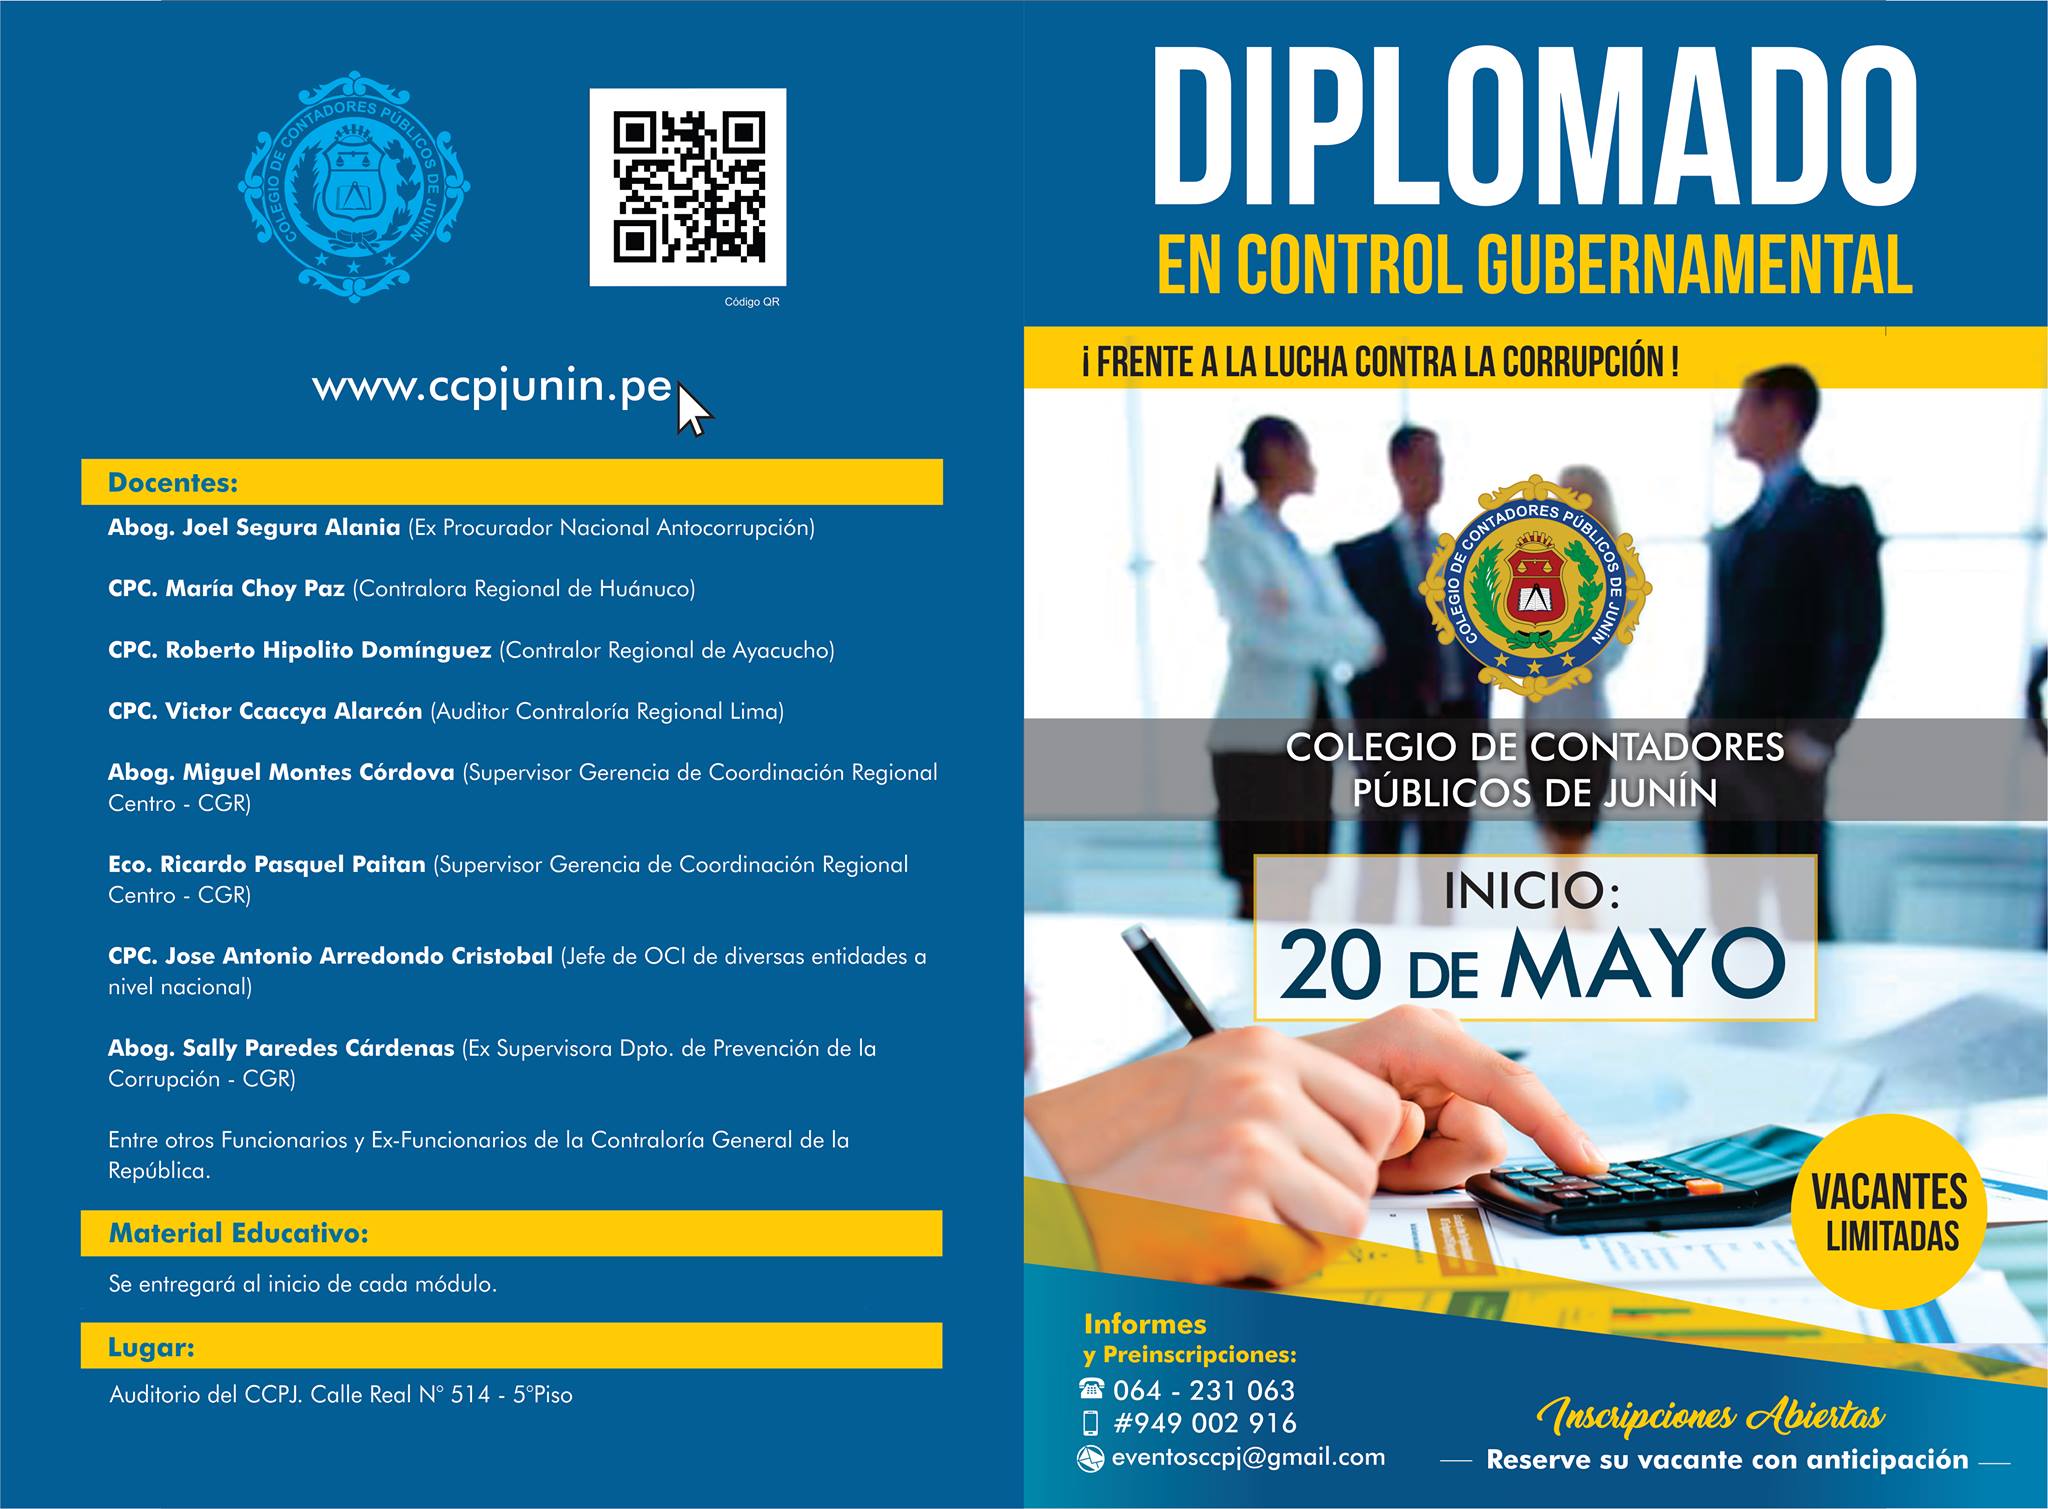 COLEGIO DE CONTADORES PÚBLICOS DE JUNÍN
Código QR
www.ccpjunin.pe
Docentes:
Abog. Joel Segura Alania (Ex Procurador Nacional Antocorrupción)
CPC. María Choy Paz (Contralora Regional de Huánuco)
CPC. Roberto Hipolito Domínguez (Contralor Regional de Ayacucho)
CPC. Victor Ccaccya Alarcón (Auditor Contraloría Regional Lima)
Abog. Miguel Montes Córdova (Supervisor Gerencia de Coordinación Regional
Centro - CGR)
Eco. Ricardo Pasquel Paitan (Supervisor Gerencia de Coordinación Regional
Centro - CGR)
CPC. Jose Antonio Arredondo Cristobal (Jefe de OCI de diversas entidades a
nivel nacional)
Abog. Sally Paredes Cárdenas (Ex Supervisora Dpto. de Prevención de la
Corrupción - CGR)
Entre otros Funcionarios y Ex-Funcionarios de la Contraloría General de la
República.
Material Educativo:
Se entregará al inicio de cada módulo.
Lugar:
Auditorio del CCPJ. Calle Real N° 514 - 5°Piso
DIPLOMADO
EN CONTROL GUBERNAMENTAL
¡ FRENTE A LA LUCHA CONTRA LA CORRUPCIÓN !
COLEGIO DE CONTADORES PÚBLICOS DE JUNÍN
COLEGIO DE CONTADORES
PÚBLICOS DE JUNÍN
INICIO:
20 DE MAYO
VACANTES
LIMITADAS
Informes
y Preinscripciones:
064 - 231 063
#949 002 916
eventosccpj@gmail.com
Inscripciones Abiertas
Reserve su vacante con anticipación